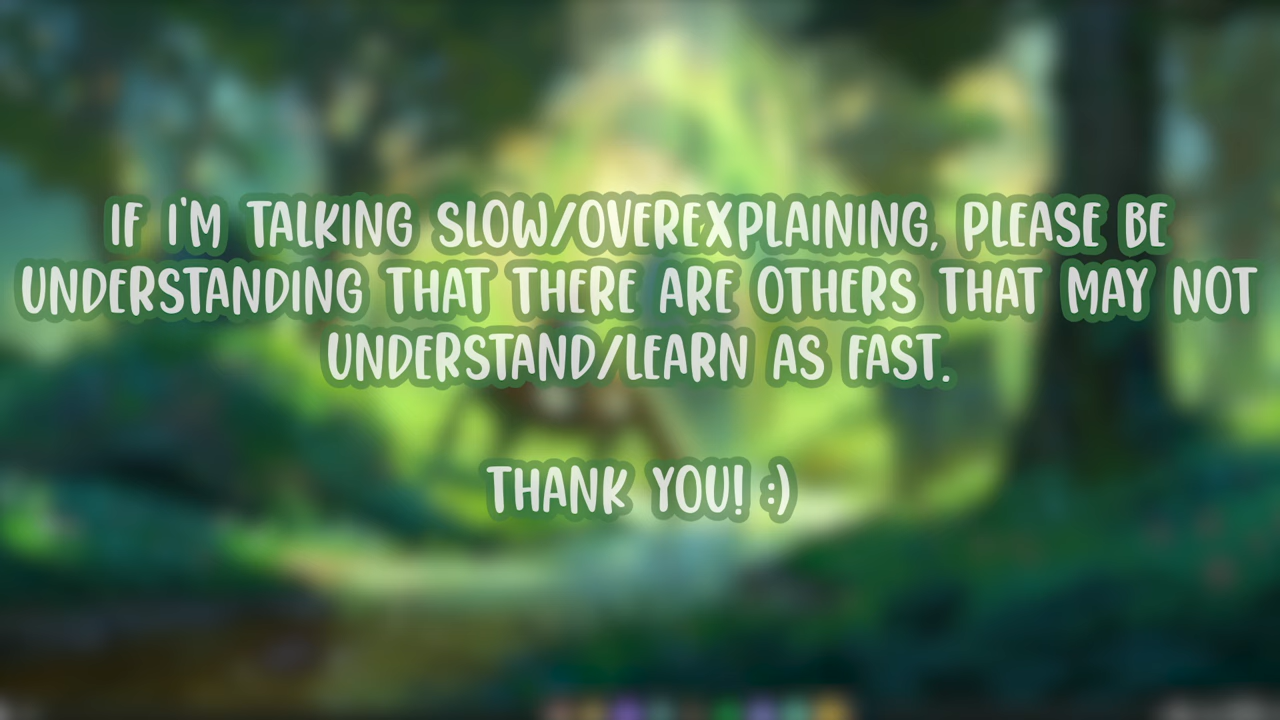 IF I'M TALKING SLOW/OVEREXPLAINING, PLEASE BE
UNDERSTANDING THAT THERE ARE OTHERS THAT MAY NOT
UNDERSTAND/LEARN AS FAST.
THANK YOU! :)